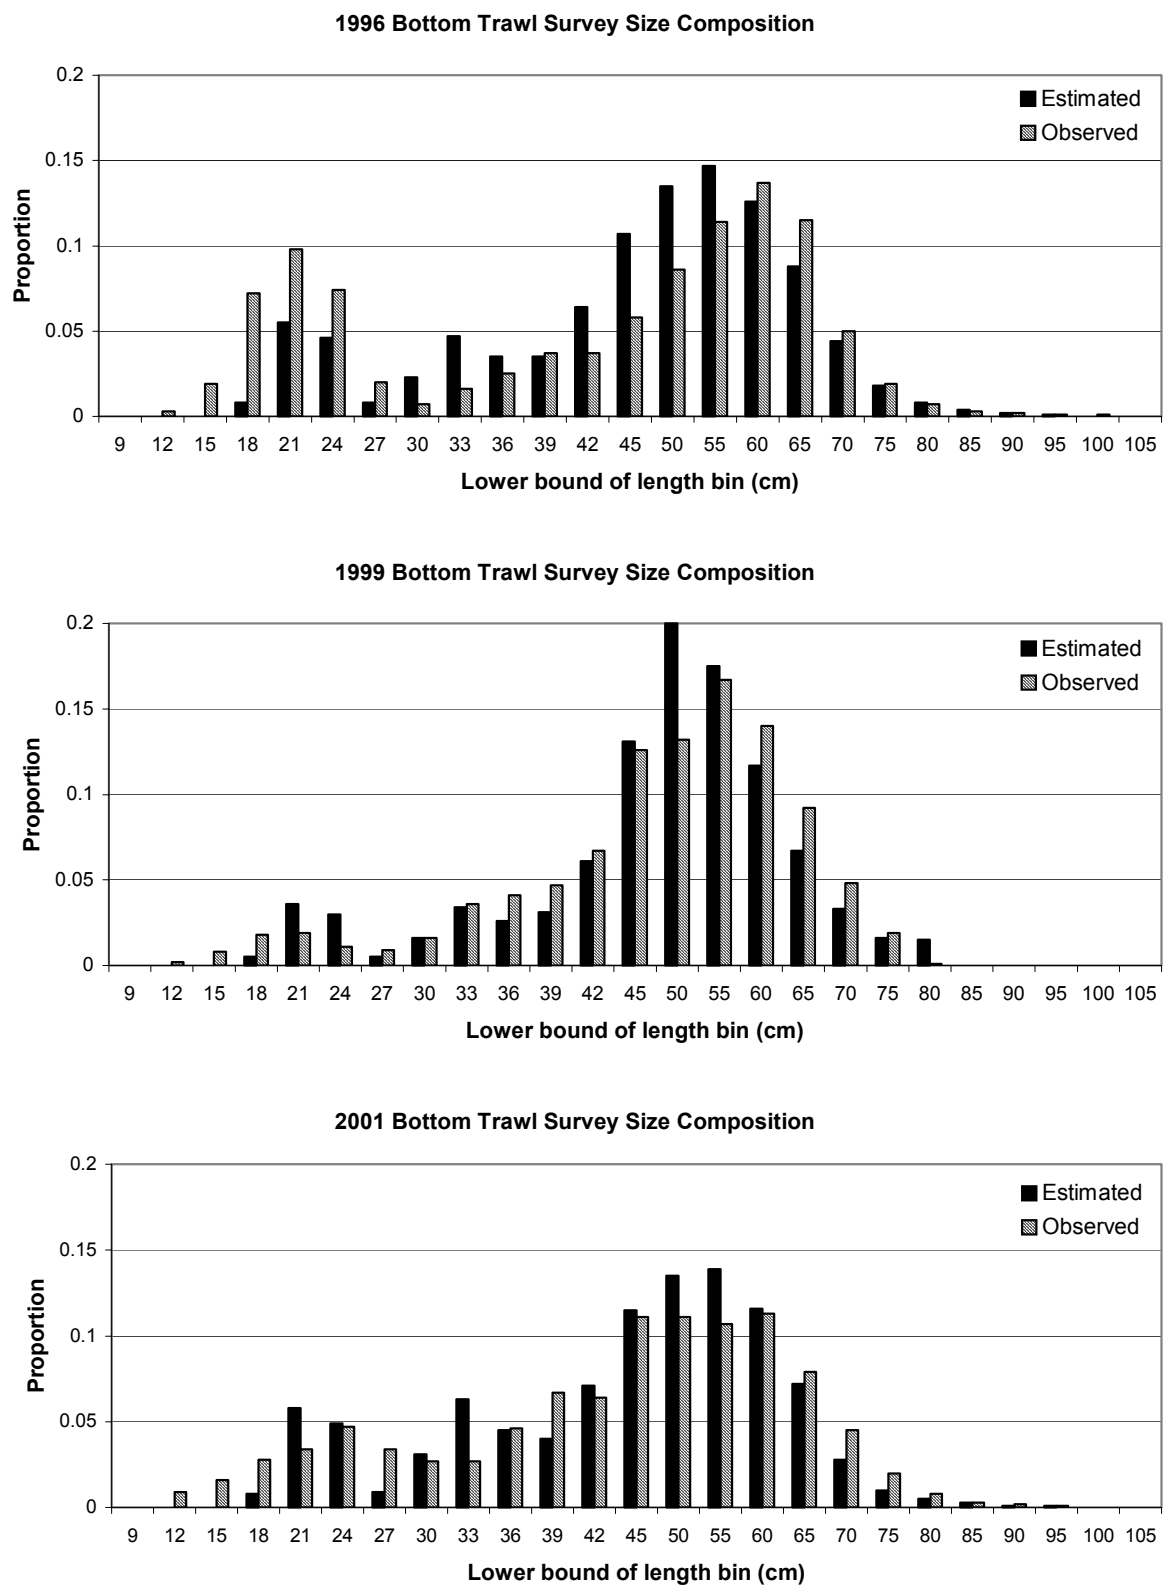 1996 Bottom Trawl Survey Size Composition
0.2
Estimated
Observed
0.15
Proportion
0.1
0.05
0
9 12 15 18 21 24 27 30 33 36 39 42 45 50 55 60 65 70 75 80 85 90 95 100 105
Lower bound of length bin (cm)
1999 Bottom Trawl Survey Size Composition
0.2
Estimated
Observed
0.15
Proportion
0.1
0.05
0
9 12 15 18 21 24 27 30 33 36 39 42 45 50 55 60 65 70 75 80 85 90 95 100 105
Lower bound of length bin (cm)
2001 Bottom Trawl Survey Size Composition
0.2
Estimated
Observed
0.15
Proportion
0.1
0.05
0
9 12 15 18 21 24 27 30 33 36 39 42 45 50 55 60 65 70 75 80 85 90 95 100 105
Lower bound of length bin (cm)